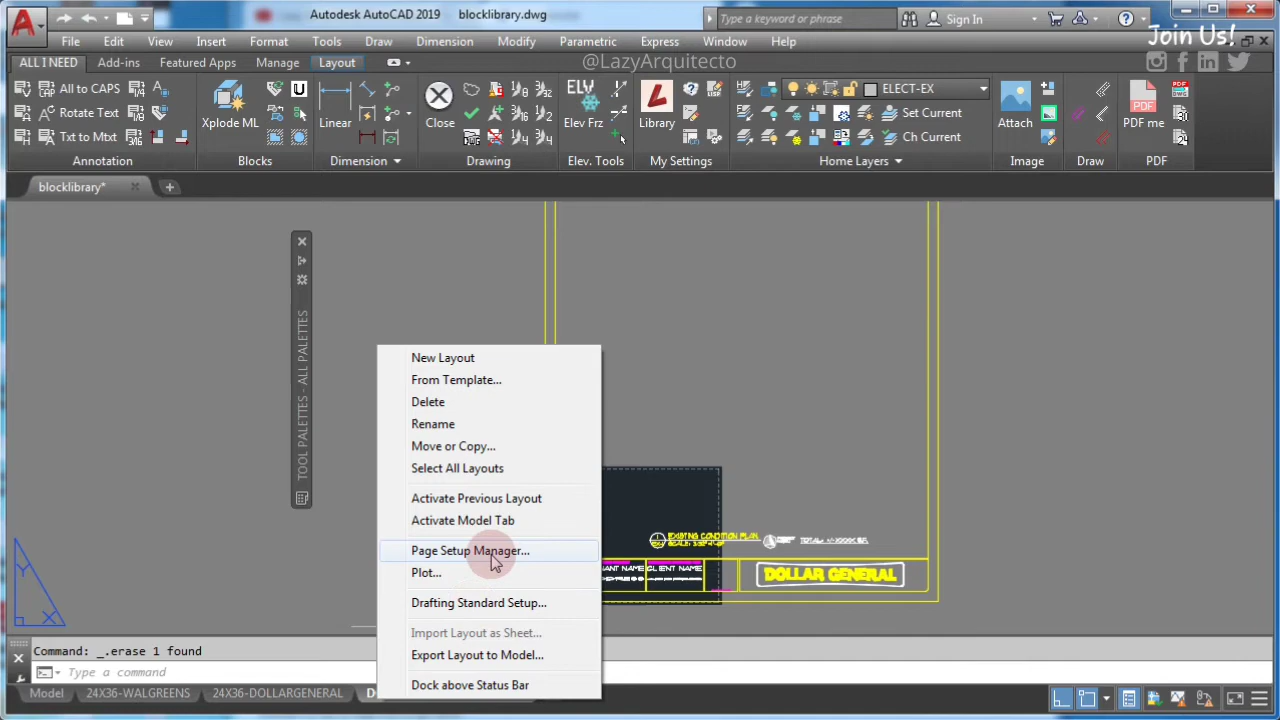 Autodesk AutoCAD 2019 blocklibrary.dwg
Type a keyword or phrase
Sign In
Join Us!
File Edit View Insert Format Tools Draw Dimension Modify Parametric Express Window Help
ALL I NEED Add-ins Featured Apps Manage Layout
@LazyArquitecto
All to CAPS
Rotate Text
Txt to Mtxt
Xplode ML
Linear
Close
ELV
Elev Frz
Library
ELECT-EX
Set Current
Ch Current
Attach
PDF me
Annotation Blocks Dimension Drawing Elev. Tools My Settings Home Layers Image Draw PDF
blocklibrary*
TOOL PALETTES - ALL PALETTES
New Layout
From Template...
Delete
Rename
Move or Copy...
Select All Layouts
Activate Previous Layout
Activate Model Tab
Page Setup Manager...
Plot...
Drafting Standard Setup...
Import Layout as Sheet...
Export Layout to Model...
Dock above Status Bar
EXISTING CONDITION PLAN
CLIENT NAME
DOLLAR GENERAL
Y
X
Command: _.erase 1 found
Type a command
Model 24X36-WALGREENS 24X36-DOLLARGENERAL